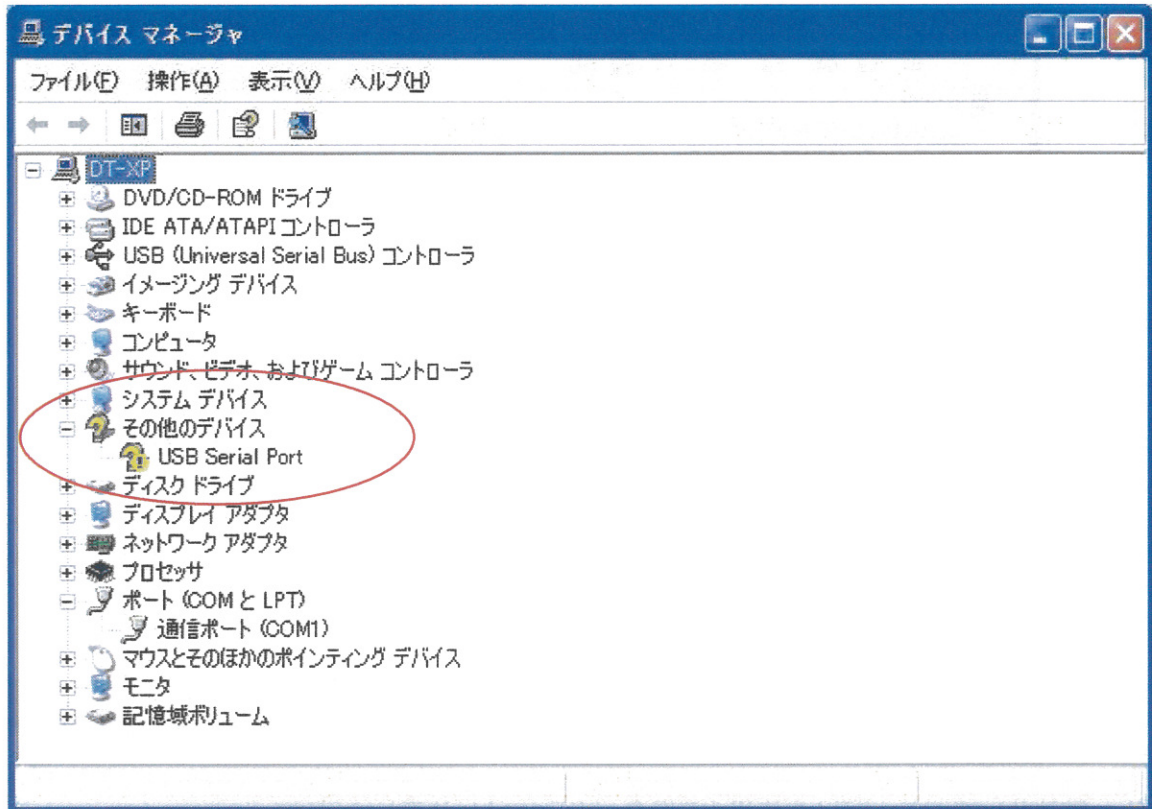 デバイス マネージャ
ファイル(F) 操作(A) 表示(V) ヘルプ(H)
DT-XP
DVD/CD-ROM ドライブ
IDE ATA/ATAPI コントローラ
USB (Universal Serial Bus) コントローラ
イメージング デバイス
キーボード
コンピュータ
サウンド、ビデオ、およびゲーム コントローラ
システム デバイス
その他のデバイス
USB Serial Port
ディスク ドライブ
ディスプレイ アダプタ
ネットワーク アダプタ
プロセッサ
ポート (COM と LPT)
通信ポート (COM1)
マウスとそのほかのポインティング デバイス
モニタ
記憶域ボリューム